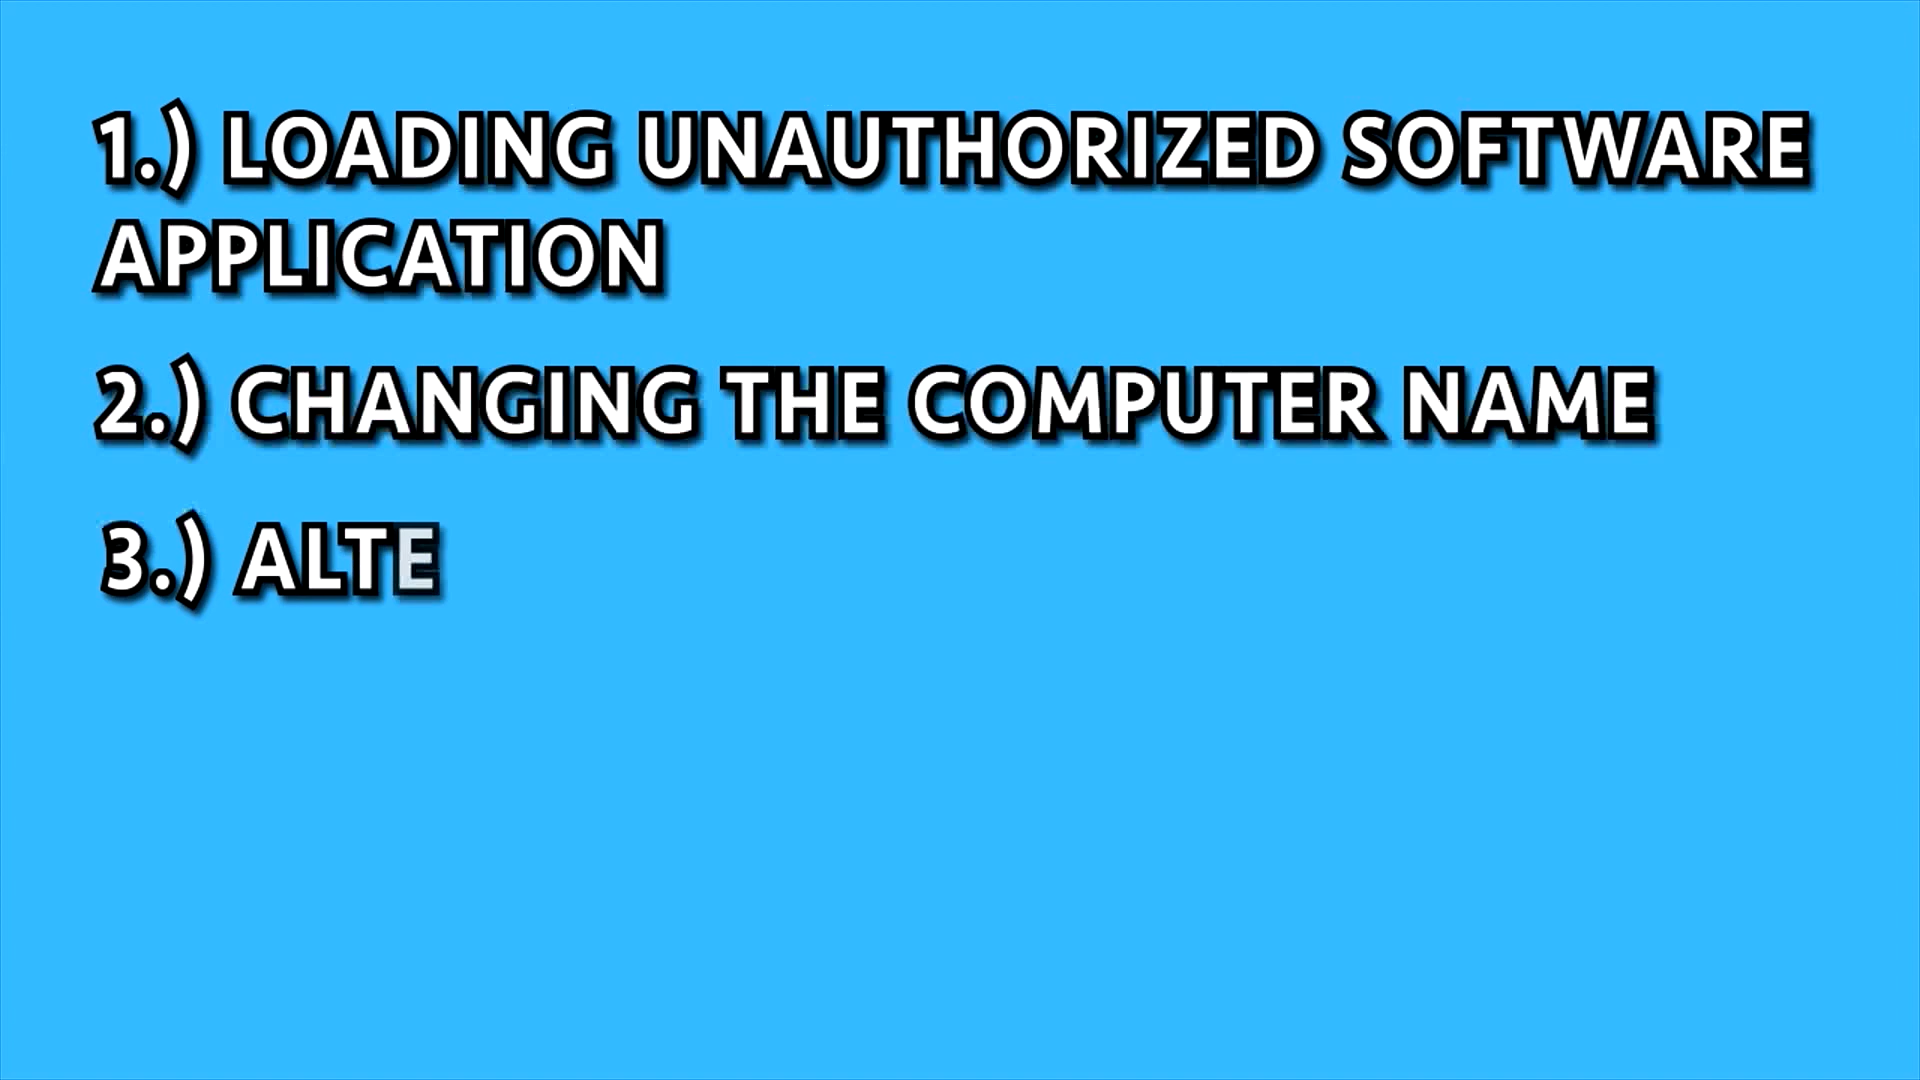 1.) LOADING UNAUTHORIZED SOFTWARE
APPLICATION
2.) CHANGING THE COMPUTER NAME
3.) ALTE